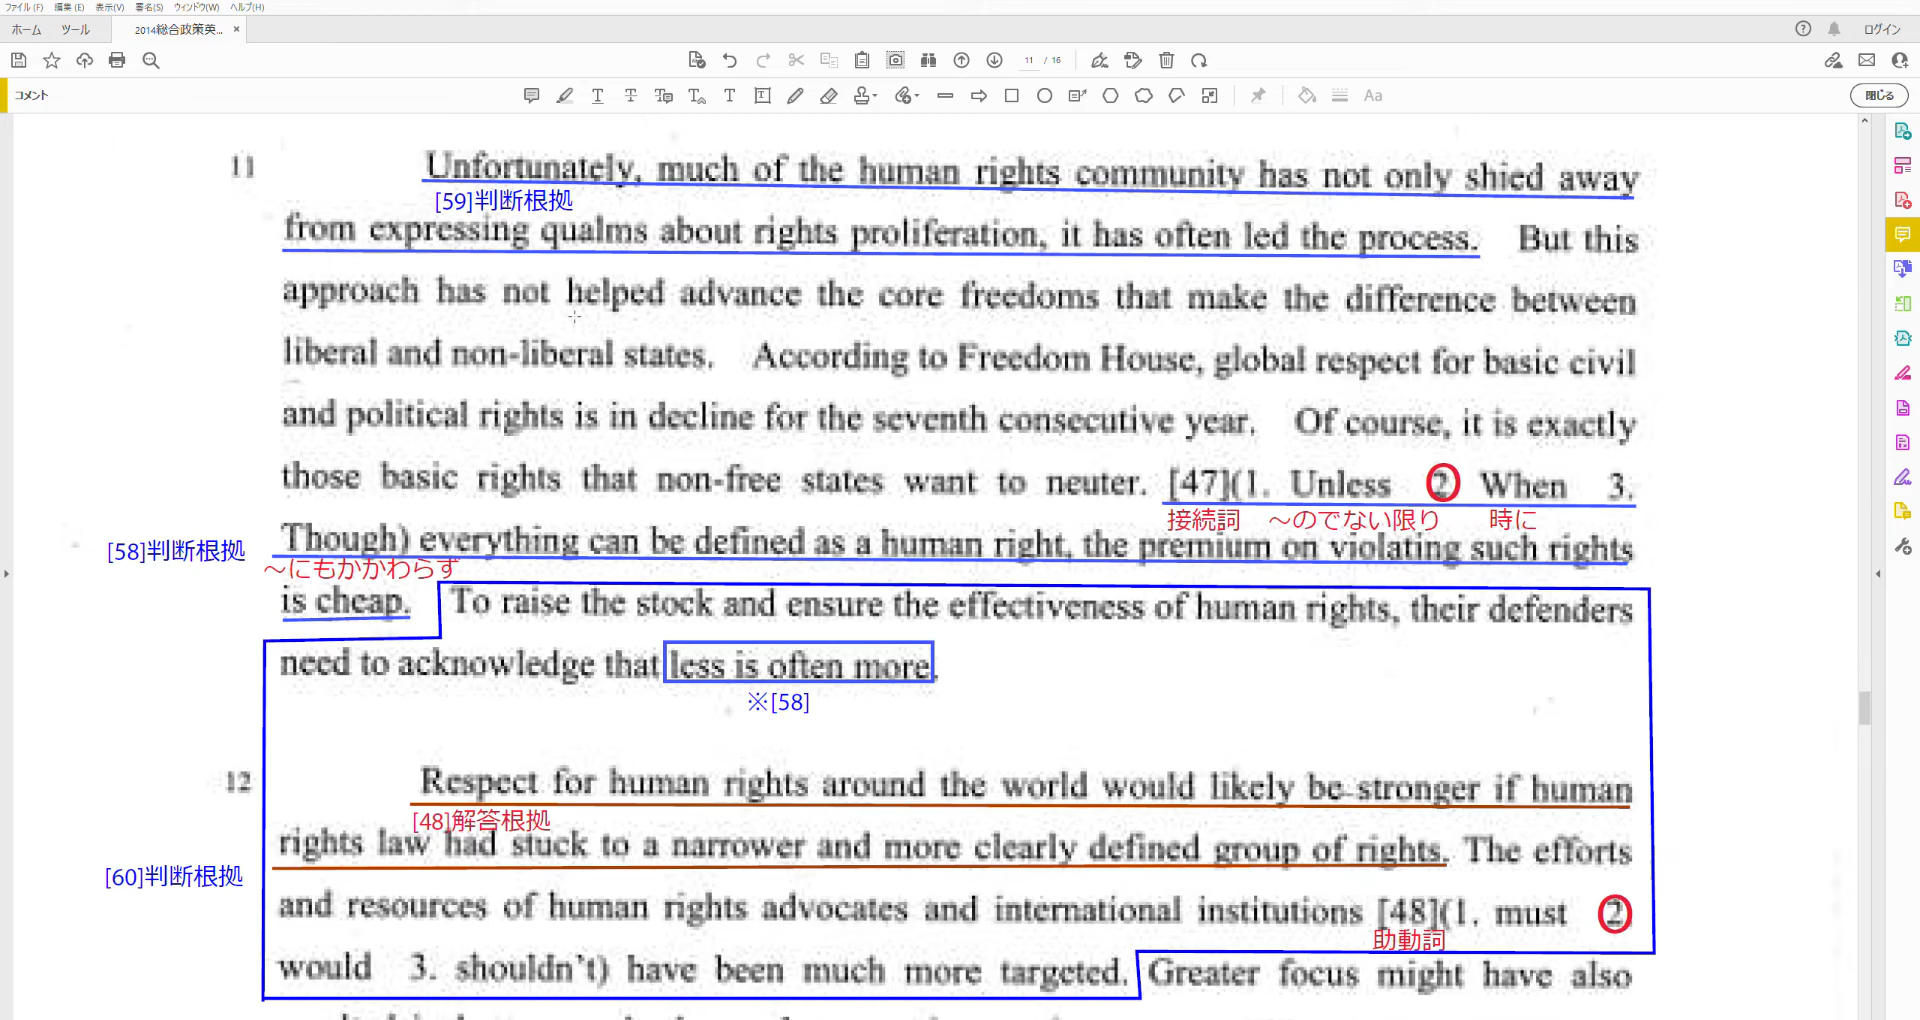 ファイル(F) 編集(E) 表示(V) 署名(S) ウィンドウ(W) ヘルプ(H)
ホーム ツール 2014総合政策英... × ログイン
11 / 16
コメント Aa 閉じる
11 Unfortunately, much of the human rights community has not only shied away
[59]判断根拠
from expressing qualms about rights proliferation, it has often led the process. But this
approach has not helped advance the core freedoms that make the difference between
liberal and non-liberal states. According to Freedom House, global respect for basic civil
and political rights is in decline for the seventh consecutive year. Of course, it is exactly
those basic rights that non-free states want to neuter. [47](1. Unless 2 When 3.
接続詞 ～のでない限り 時に
[58]判断根拠 Though) everything can be defined as a human right, the premium on violating such rights
～にもかかわらず
is cheap. To raise the stock and ensure the effectiveness of human rights, their defenders
need to acknowledge that less is often more.
※[58]
12 Respect for human rights around the world would likely be stronger if human
[48]解答根拠
rights law had stuck to a narrower and more clearly defined group of rights. The efforts
[60]判断根拠
and resources of human rights advocates and international institutions [48](1. must 2
助動詞
would 3. shouldn't) have been much more targeted. Greater focus might have also